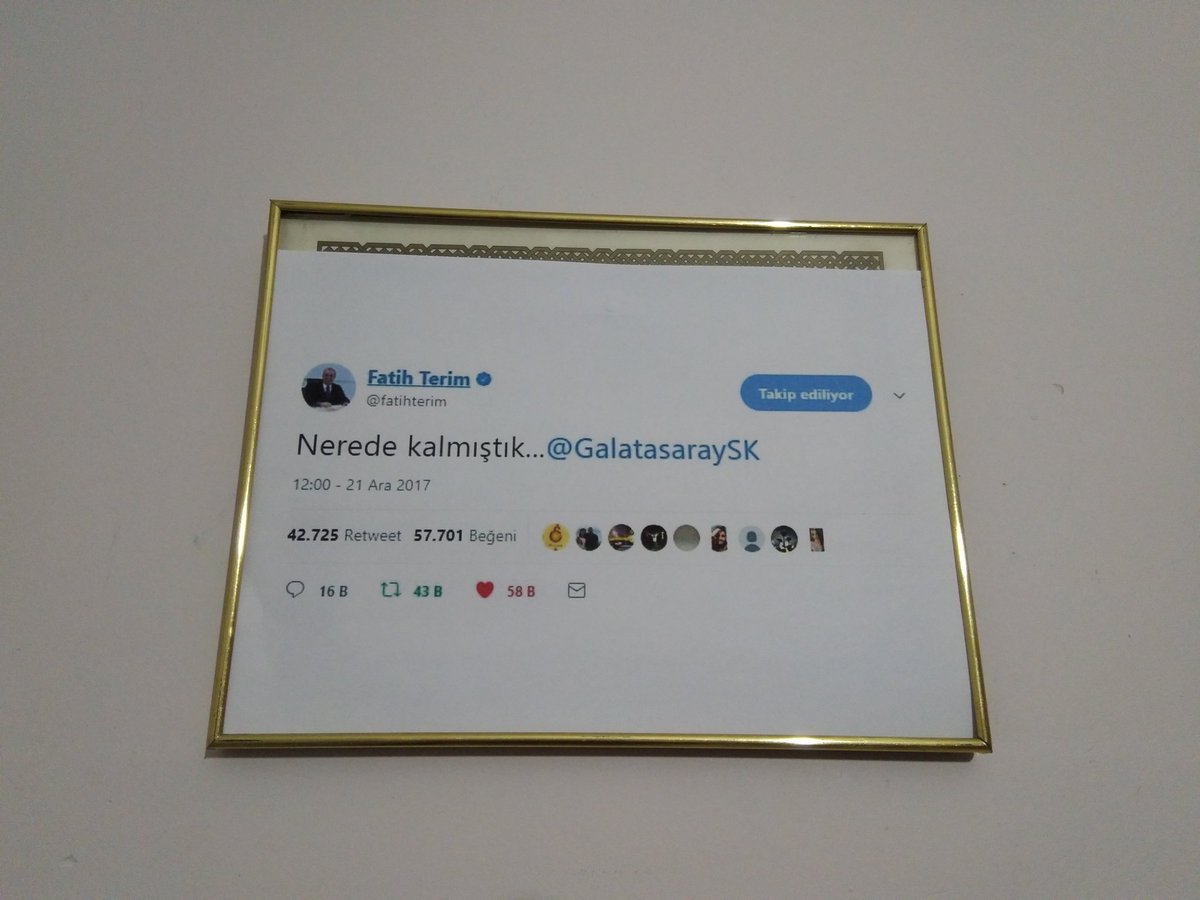 Fatih Terim
@fatihterim
Takip ediliyor
Nerede kalmıştık...@GalatasaraySK
12:00 - 21 Ara 2017
42.725 Retweet 57.701 Beğeni
16 B 43 B 58 B